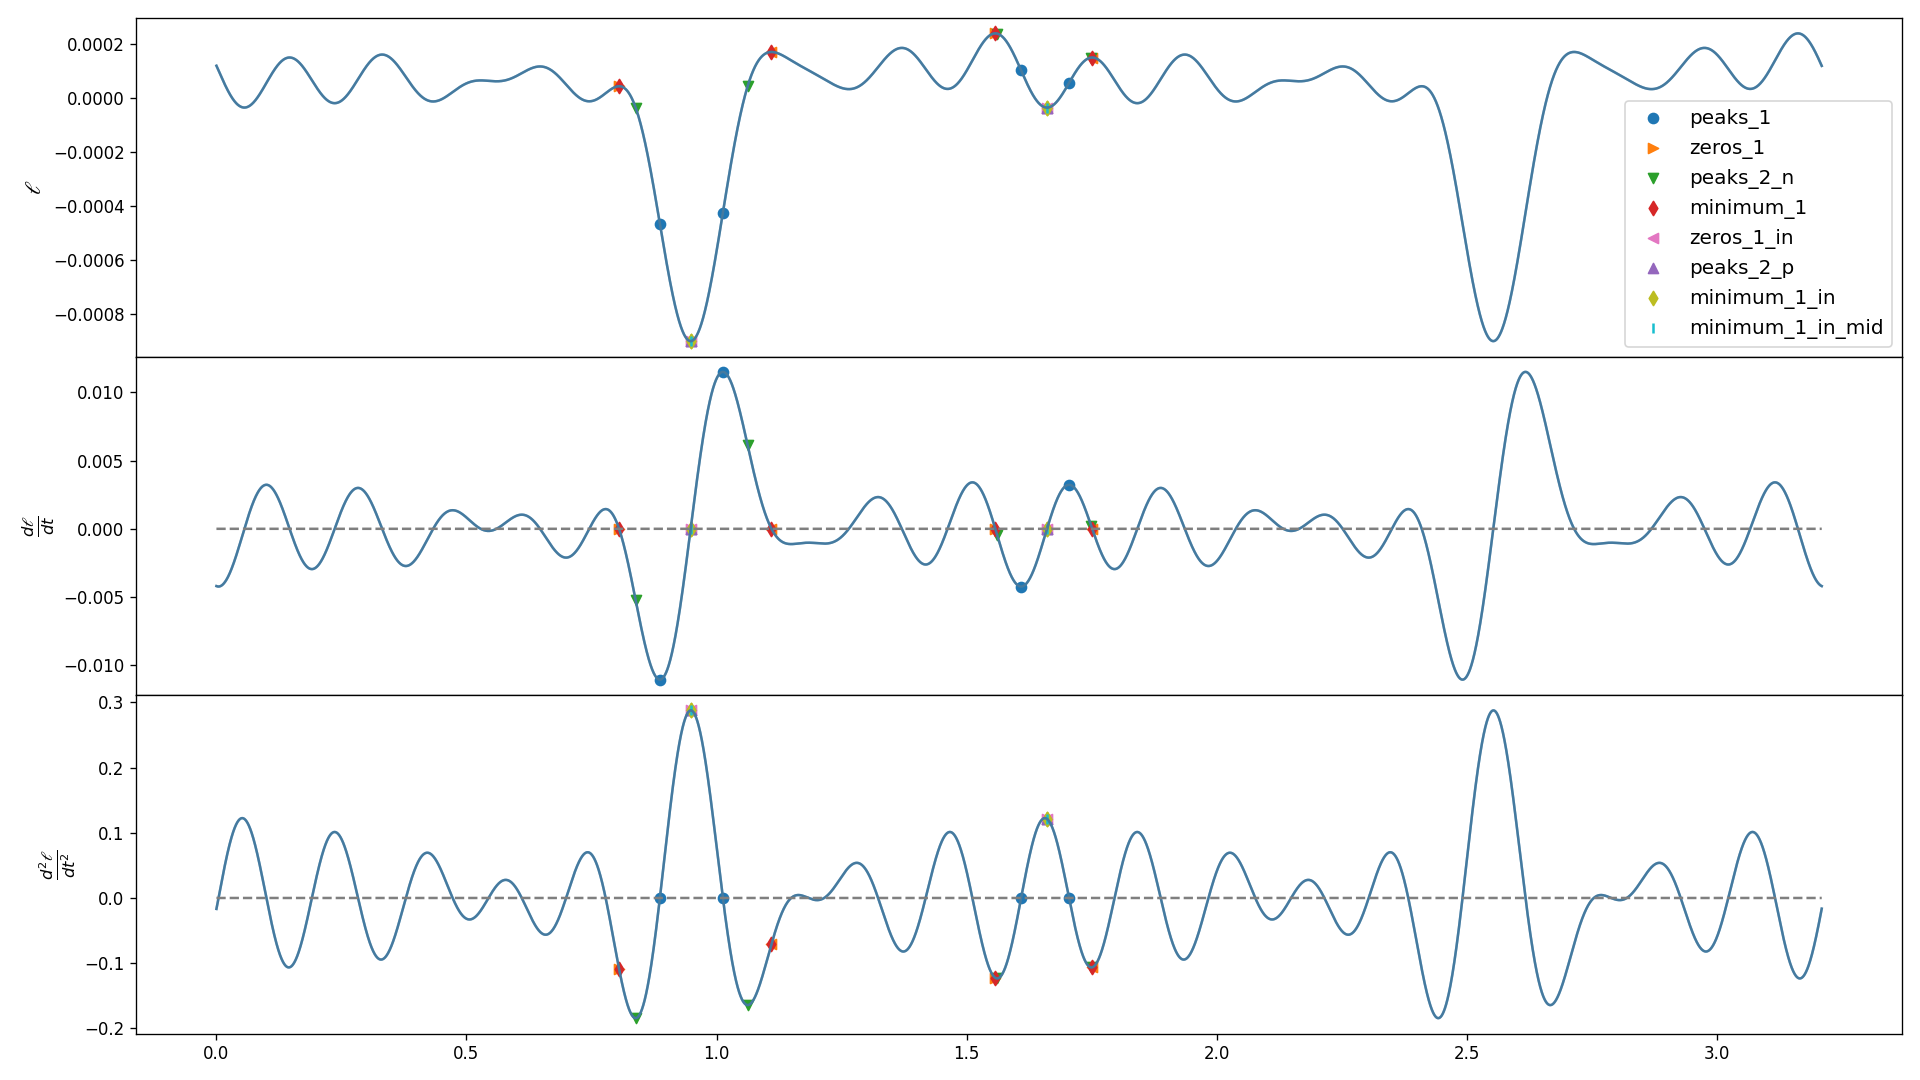 0.0002
0.0000
−0.0002
−0.0004
−0.0006
−0.0008
ℓ
peaks_1
zeros_1
peaks_2_n
minimum_1
zeros_1_in
peaks_2_p
minimum_1_in
minimum_1_in_mid
0.010
0.005
0.000
−0.005
−0.010
dℓ
dt
0.3
0.2
0.1
0.0
−0.1
−0.2
d²ℓ
dt²
0.0 0.5 1.0 1.5 2.0 2.5 3.0